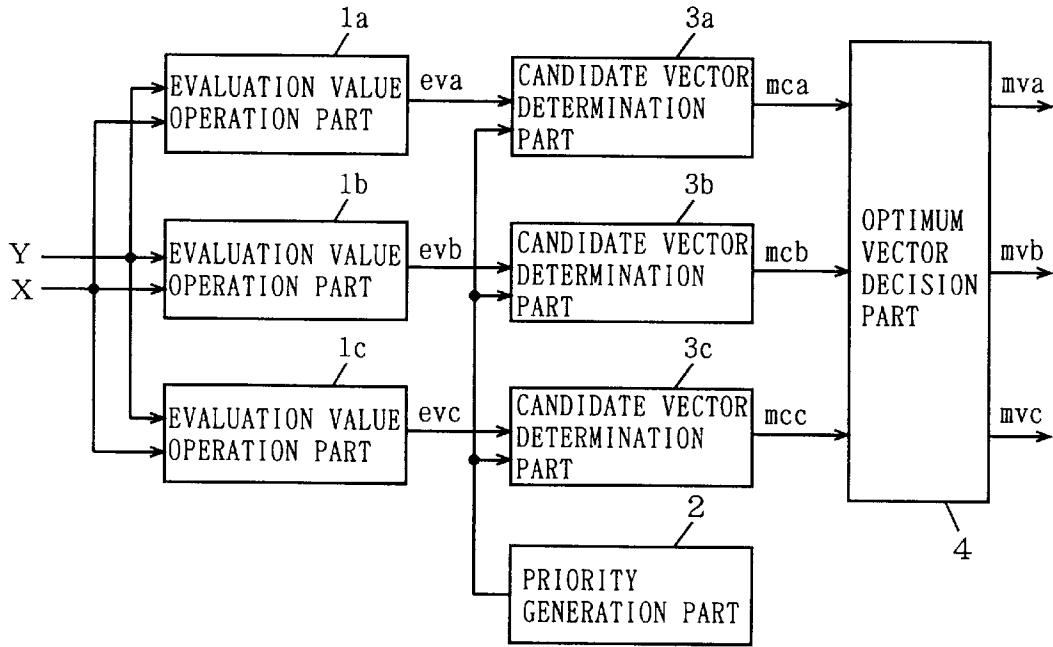 1a
EVALUATION VALUE
OPERATION PART
eva
3a
CANDIDATE VECTOR
DETERMINATION
PART
mca
mva
1b
EVALUATION VALUE
OPERATION PART
evb
3b
CANDIDATE VECTOR
DETERMINATION
PART
mcb
mvb
Y
X
1c
EVALUATION VALUE
OPERATION PART
evc
3c
CANDIDATE VECTOR
DETERMINATION
PART
mcc
mvc
OPTIMUM
VECTOR
DECISION
PART
4
2
PRIORITY
GENERATION PART